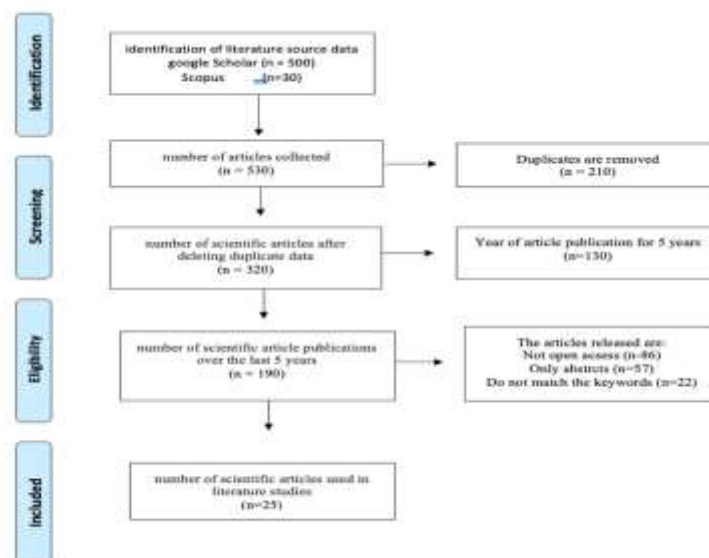 Identification
identification of literature source data
google Scholar (n = 500)
Scopus (n=30)
Screening
number of articles collected
(n = 530)
Duplicates are removed
(n = 210)
number of scientific articles after
deleting duplicate data
(n = 320)
Year of article publication for 5 years
(n=130)
Eligibility
number of scientific article publications
over the last 5 years
(n = 190)
The articles released are:
Not open acsess (n-86)
Only abstrcts (n=57)
Do not match the keywords (n=22)
Included
number of scientific articles used in
literature studies
(n=25)